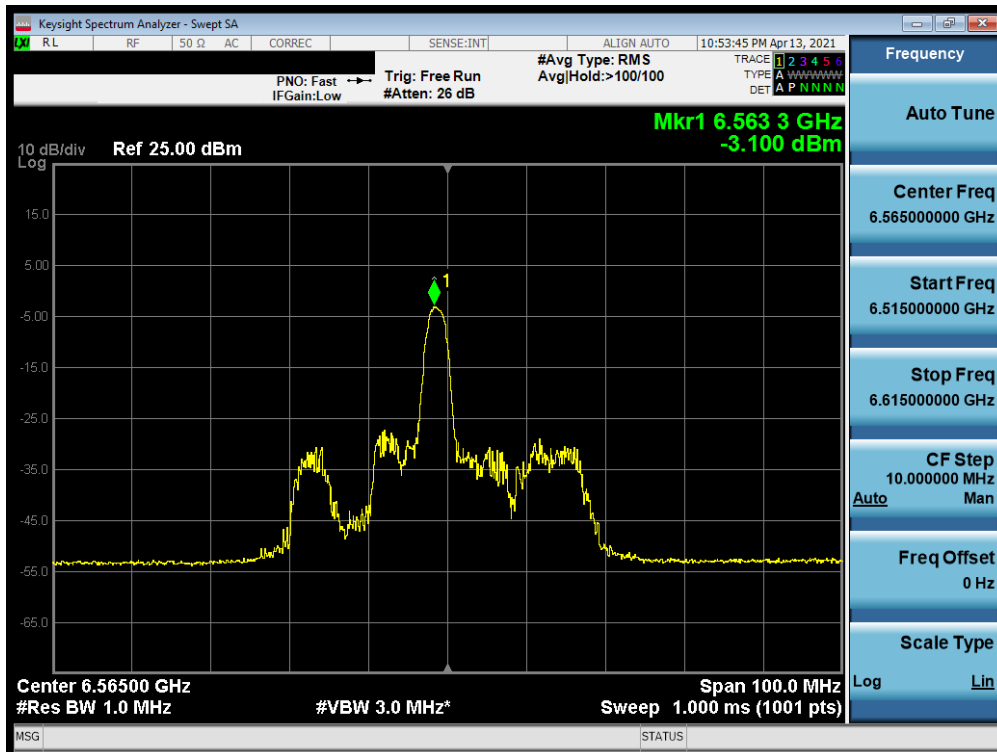 Keysight Spectrum Analyzer - Swept SA
LXI RL RF 50 Ω AC CORREC SENSE:INT ALIGN AUTO 10:53:45 PM Apr 13, 2021
PNO: Fast
IFGain:Low
Trig: Free Run
#Atten: 26 dB
#Avg Type: RMS
Avg|Hold:>100/100
TRACE 1 2 3 4 5 6
TYPE A WWWWW
DET A P N N N N
Mkr1 6.563 3 GHz
-3.100 dBm
10 dB/div Ref 25.00 dBm
Log
15.0
5.00
-5.00
-15.0
-25.0
-35.0
-45.0
-55.0
-65.0
1
Center 6.56500 GHz Span 100.0 MHz
#Res BW 1.0 MHz #VBW 3.0 MHz* Sweep 1.000 ms (1001 pts)
MSG STATUS
Frequency
Auto Tune
Center Freq
6.565000000 GHz
Start Freq
6.515000000 GHz
Stop Freq
6.615000000 GHz
CF Step
10.000000 MHz
Auto Man
Freq Offset
0 Hz
Scale Type
Log Lin